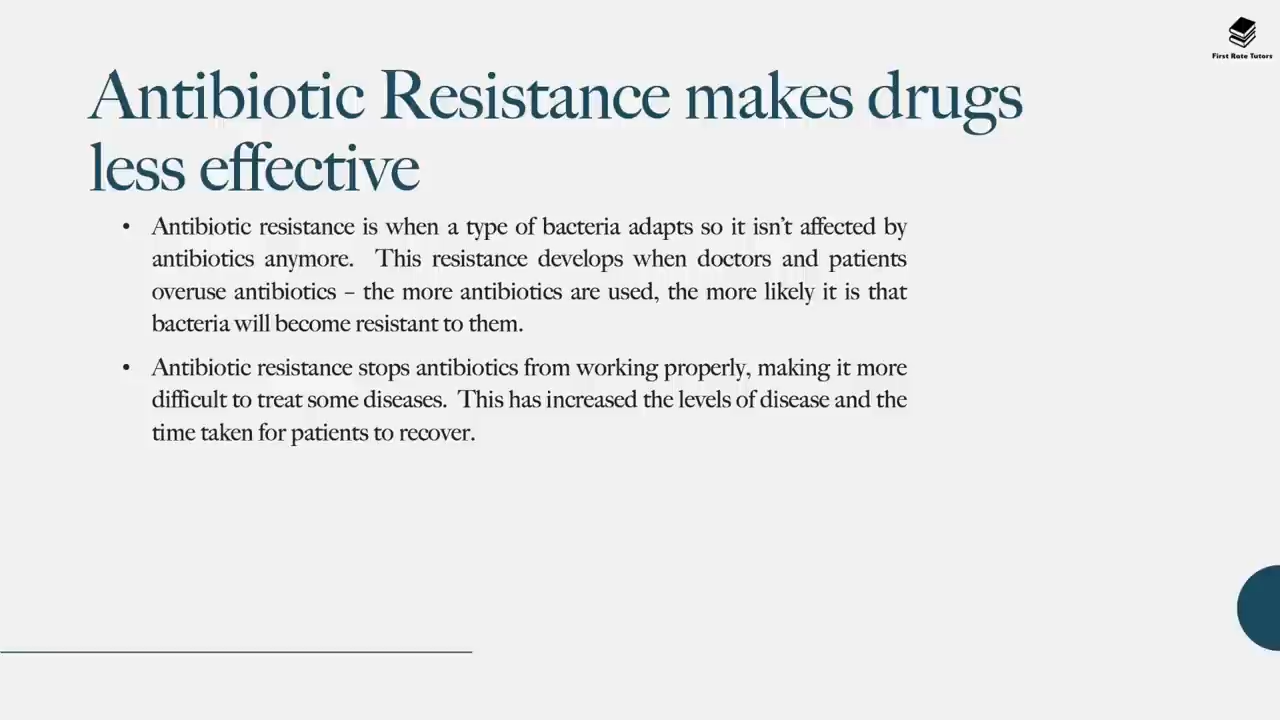 First Rate Tutors
Antibiotic Resistance makes drugs
less effective
• Antibiotic resistance is when a type of bacteria adapts so it isn't affected by
antibiotics anymore.  This resistance develops when doctors and patients
overuse antibiotics – the more antibiotics are used, the more likely it is that
bacteria will become resistant to them.
• Antibiotic resistance stops antibiotics from working properly, making it more
difficult to treat some diseases.  This has increased the levels of disease and the
time taken for patients to recover.